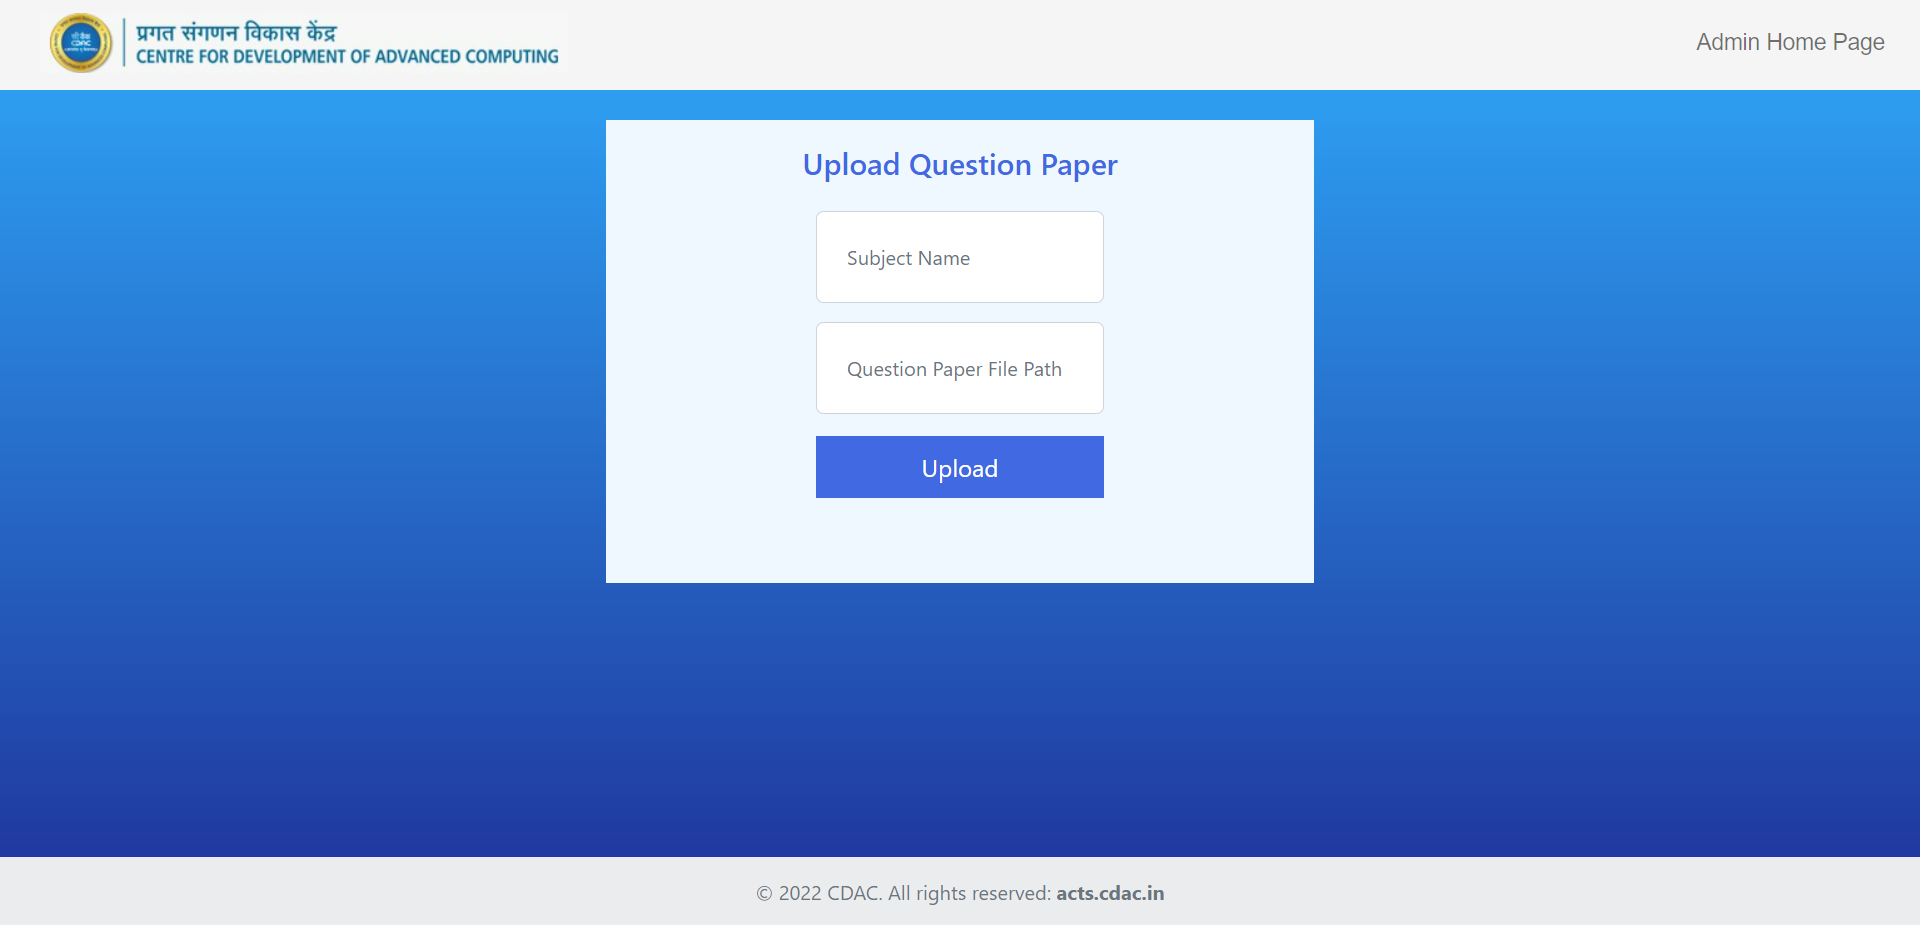 प्रगत संगणन विकास केंद्र
CENTRE FOR DEVELOPMENT OF ADVANCED COMPUTING
Admin Home Page
Upload Question Paper
Subject Name
Question Paper File Path
Upload
© 2022 CDAC. All rights reserved: acts.cdac.in